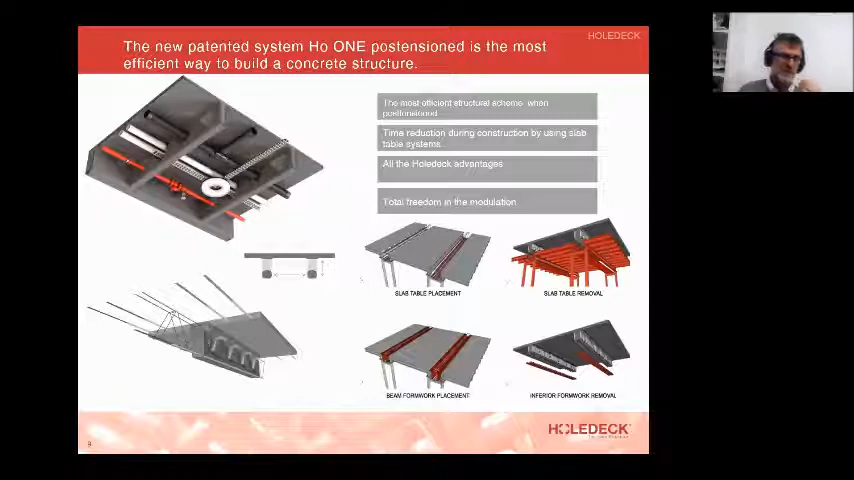 HOLEDECK
The new patented system Ho ONE postensioned is the most
efficient way to build a concrete structure.
The most efficient structural scheme when
posttensioned
Time reduction during construction by using slab
table systems.
All the Holedeck advantages
Total freedom in the modulation
SLAB TABLE PLACEMENT
SLAB TABLE REMOVAL
BEAM FORMWORK PLACEMENT
INFERIOR FORMWORK REMOVAL
HOLEDECK